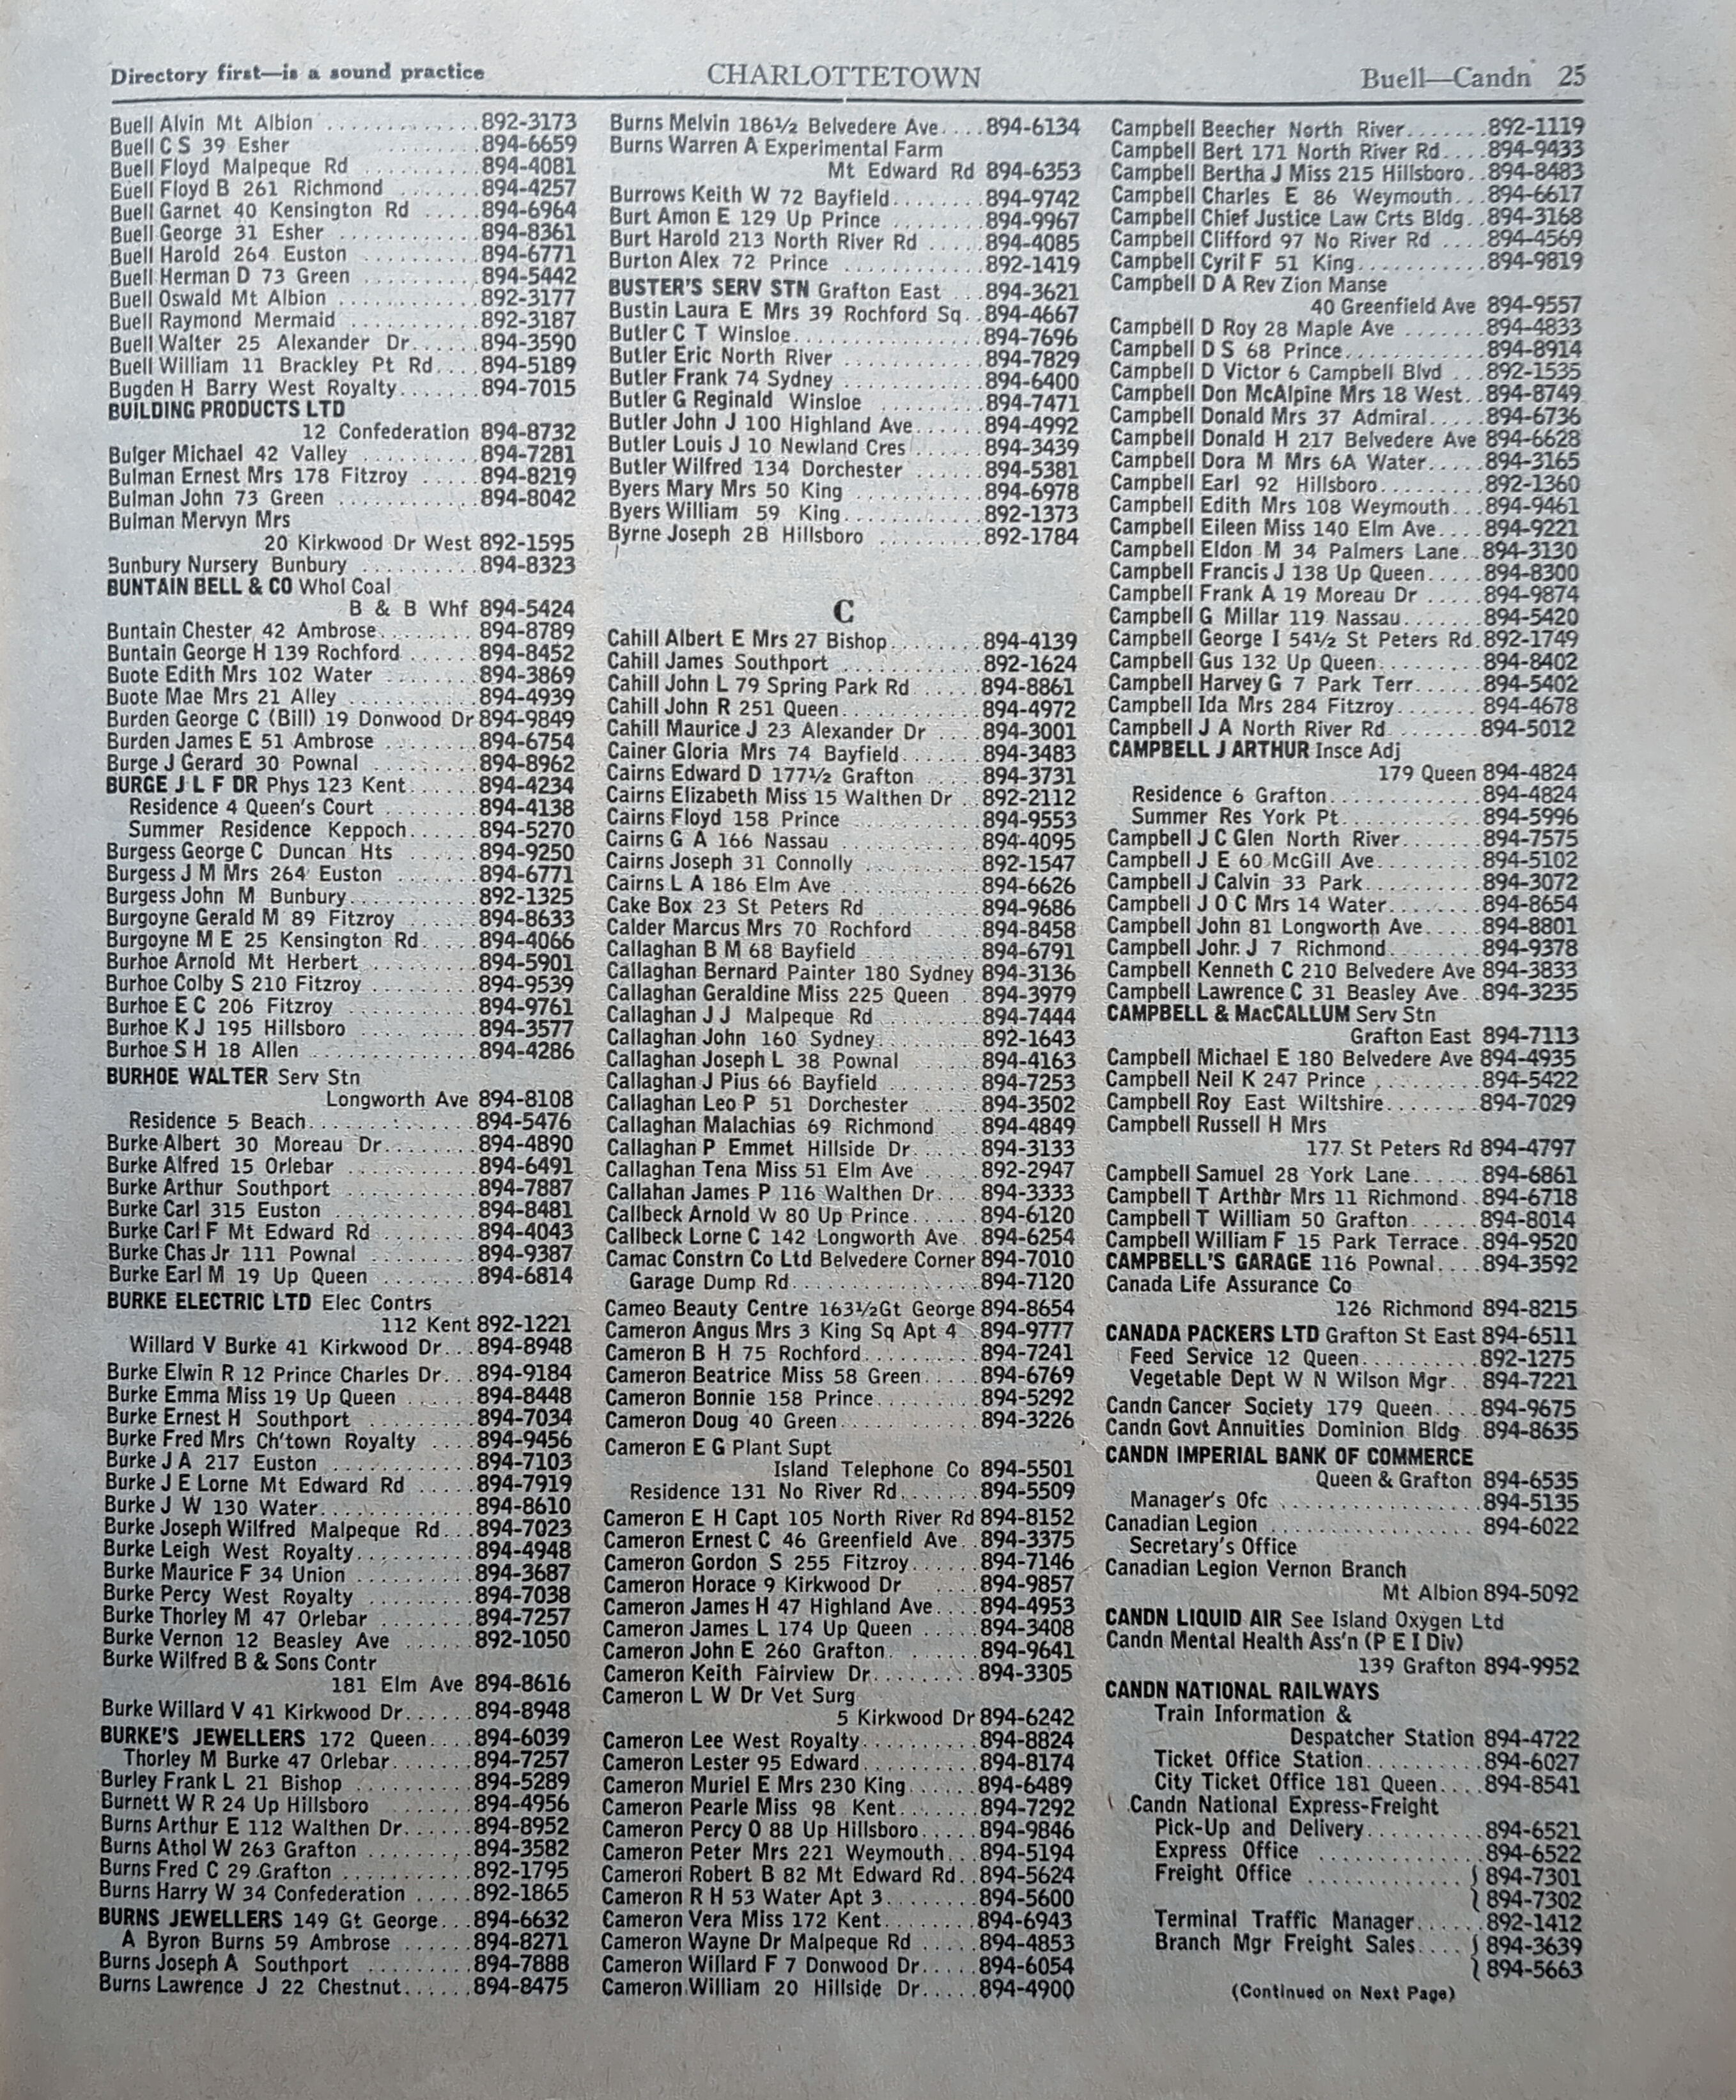 Directory first—is a sound practice
CHARLOTTETOWN
Buell—Candn 25
Buell Alvin Mt Albion .............892-3173
Buell C S 39 Esher .........894-6659
Buell Floyd Malpeque Rd ..........894-4081
Buell Floyd B 261 Richmond .......894-4257
Buell Garnet 40 Kensington Rd .....894-6964
Buell George 31 Esher ............894-8361
Buell Harold 264 Euston ..........894-6771
Buell Herman D 73 Green ..........894-5442
Buell Oswald Mt Albion ............892-3177
Buell Raymond Mermaid ...........892-3187
Buell Walter 25 Alexander Dr......894-3590
Buell William 11 Brackley Pt Rd....894-5189
Bugden H Barry West Royalty.......894-7015
BUILDING PRODUCTS LTD
12 Confederation 894-8732
Bulger Michael 42 Valley ..........894-7281
Bulman Ernest Mrs 178 Fitzroy .....894-8219
Bulman John 73 Green ............894-8042
Bulman Mervyn Mrs
20 Kirkwood Dr West 892-1595
Bunbury Nursery Bunbury ..........894-8323
BUNTAIN BELL & CO Whol Coal
B & B Whf 894-5424
Buntain Chester 42 Ambrose........894-8789
Buntain George H 139 Rochford ......894-8452
Buote Edith Mrs 102 Water ........894-3869
Buote Mae Mrs 21 Alley ...........894-4939
Burden George C (Bill) 19 Donwood Dr 894-9849
Burden James E 51 Ambrose ........894-6754
Burge J Gerard 30 Pownal .........894-8962
BURGE J L F DR Phys 123 Kent......894-4234
Residence 4 Queen's Court ........894-4138
Summer Residence Keppoch......894-5270
Burgess George C Duncan Hts ......894-9250
Burgess J M Mrs 264 Euston .......894-6771
Burgess John M Bunbury...........892-1325
Burgoyne Gerald M 89 Fitzroy ......894-8633
Burgoyne M E 25 Kensington Rd.....894-4066
Burhoe Arnold Mt Herbert .........894-5901
Burhoe Colby S 210 Fitzroy ........894-9539
Burhoe E C 206 Fitzroy ...........894-9761
Burhoe K J 195 Hillsboro ..........894-3577
Burhoe S H 18 Allen ..............894-4286
BURHOE WALTER Serv Stn
Longworth Ave 894-8108
Residence 5 Beach..............894-5476
Burke Albert 30 Moreau Dr........894-4890
Burke Alfred 15 Orlebar ...........894-6491
Burke Arthur Southport ...........894-7887
Burke Carl 315 Euston ............894-8481
Burke Carl F Mt Edward Rd ........894-4043
Burke Chas Jr 111 Pownal .........894-9387
Burke Earl M 19 Up Queen ........894-6814
BURKE ELECTRIC LTD Elec Contrs
112 Kent 892-1221
Willard V Burke 41 Kirkwood Dr...894-8948
Burke Elwin R 12 Prince Charles Dr...894-9184
Burke Emma Miss 19 Up Queen ......894-8448
Burke Ernest H Southport .........894-7034
Burke Fred Mrs Ch'town Royalty ....894-9456
Burke J A 217 Euston ............894-7103
Burke J E Lorne Mt Edward Rd .....894-7919
Burke J W 130 Water.............894-8610
Burke Joseph Wilfred Malpeque Rd...894-7023
Burke Leigh West Royalty..........894-4948
Burke Maurice F 34 Union .........894-3687
Burke Percy West Royalty ..........894-7038
Burke Thorley M 47 Orlebar ........894-7257
Burke Vernon 12 Beasley Ave ......892-1050
Burke Wilfred B & Sons Contr
181 Elm Ave 894-8616
Burke Willard V 41 Kirkwood Dr......894-8948
BURKE'S JEWELLERS 172 Queen....894-6039
Thorley M Burke 47 Orlebar.......894-7257
Burley Frank L 21 Bishop ..........894-5289
Burnett W R 24 Up Hillsboro .......894-4956
Burns Arthur E 112 Walthen Dr......894-8952
Burns Athol W 263 Grafton .........894-3582
Burns Fred C 29 Grafton ...........892-1795
Burns Harry W 34 Confederation .....892-1865
BURNS JEWELLERS 149 Gt George...894-6632
A Byron Burns 59 Ambrose ......894-8271
Burns Joseph A Southport .........894-7888
Burns Lawrence J 22 Chestnut......894-8475
Burns Melvin 186½ Belvedere Ave....894-6134
Burns Warren A Experimental Farm
Mt Edward Rd 894-6353
Burrows Keith W 72 Bayfield........894-9742
Burt Amon E 129 Up Prince ........894-9967
Burt Harold 213 North River Rd .....894-4085
Burton Alex 72 Prince ............892-1419
BUSTER'S SERV STN Grafton East ...894-3621
Bustin Laura E Mrs 39 Rochford Sq..894-4667
Butler C T Winsloe................894-7696
Butler Eric North River ...........894-7829
Butler Frank 74 Sydney ............894-6400
Butler G Reginald Winsloe .........894-7471
Butler John J 100 Highland Ave......894-4992
Butler Louis J 10 Newland Cres ......894-3439
Butler Wilfred 134 Dorchester .......894-5381
Byers Mary Mrs 50 King ...........894-6978
Byers William 59 King............892-1373
Byrne Joseph 2B Hillsboro .........892-1784
C
Cahill Albert E Mrs 27 Bishop........894-4139
Cahill James Southport ............892-1624
Cahill John L 79 Spring Park Rd .....894-8861
Cahill John R 251 Queen...........894-4972
Cahill Maurice J 23 Alexander Dr ....894-3001
Cainer Gloria Mrs 74 Bayfield.......894-3483
Cairns Edward D 177½ Grafton .....894-3731
Cairns Elizabeth Miss 15 Walthen Dr ..892-2112
Cairns Floyd 158 Prince ...........894-9553
Cairns G A 166 Nassau ............894-4095
Cairns Joseph 31 Connolly ..........892-1547
Cairns L A 186 Elm Ave ...........894-6626
Cake Box 23 St Peters Rd .........894-9686
Calder Marcus Mrs 70 Rochford ......894-8458
Callaghan B M 68 Bayfield .........894-6791
Callaghan Bernard Painter 180 Sydney 894-3136
Callaghan Geraldine Miss 225 Queen ..894-3979
Callaghan J J Malpeque Rd .........894-7444
Callaghan John 160 Sydney.........892-1643
Callaghan Joseph L 38 Pownal .......894-4163
Callaghan J Pius 66 Bayfield ........894-7253
Callaghan Leo P 51 Dorchester ......894-3502
Callaghan Malachias 69 Richmond ....894-4849
Callaghan P Emmet Hillside Dr......894-3133
Callaghan Tena Miss 51 Elm Ave .....892-2947
Callahan James P 116 Walthen Dr....894-3333
Callbeck Arnold W 80 Up Prince......894-6120
Callbeck Lorne C 142 Longworth Ave..894-6254
Camac Constrn Co Ltd Belvedere Corner 894-7010
Garage Dump Rd................894-7120
Cameo Beauty Centre 163½ Gt George 894-8654
Cameron Angus Mrs 3 King Sq Apt 4..894-9777
Cameron B H 75 Rochford..........894-7241
Cameron Beatrice Miss 58 Green.....894-6769
Cameron Bonnie 158 Prince.........894-5292
Cameron Doug 40 Green............894-3226
Cameron E G Plant Supt
Island Telephone Co 894-5501
Residence 131 No River Rd.......894-5509
Cameron E H Capt 105 North River Rd 894-8152
Cameron Ernest C 46 Greenfield Ave..894-3375
Cameron Gordon S 255 Fitzroy.......894-7146
Cameron Horace 9 Kirkwood Dr ....894-9857
Cameron James H 47 Highland Ave....894-4953
Cameron James L 174 Up Queen .....894-3408
Cameron John E 260 Grafton........894-9641
Cameron Keith Fairview Dr.........894-3305
Cameron L W Dr Vet Surg
5 Kirkwood Dr 894-6242
Cameron Lee West Royalty..........894-8824
Cameron Lester 95 Edward..........894-8174
Cameron Muriel E Mrs 230 King......894-6489
Cameron Pearle Miss 98 Kent.......894-7292
Cameron Percy O 88 Up Hillsboro.....894-9846
Cameron Peter Mrs 221 Weymouth...894-5194
Cameron Robert B 82 Mt Edward Rd..894-5624
Cameron R H 53 Water Apt 3........894-5600
Cameron Vera Miss 172 Kent........894-6943
Cameron Wayne Dr Malpeque Rd .....894-4853
Cameron Willard F 7 Donwood Dr.....894-6054
Cameron William 20 Hillside Dr.....894-4900
Campbell Beecher North River.......892-1119
Campbell Bert 171 North River Rd....894-9433
Campbell Bertha J Miss 215 Hillsboro..894-8483
Campbell Charles E 86 Weymouth...894-6617
Campbell Chief Justice Law Crts Bldg..894-3168
Campbell Clifford 97 No River Rd ....894-4569
Campbell Cyril F 51 King...........894-9819
Campbell D A Rev Zion Manse
40 Greenfield Ave 894-9557
Campbell D Roy 28 Maple Ave .......894-4833
Campbell D S 68 Prince............894-8914
Campbell D Victor 6 Campbell Blvd ...892-1535
Campbell Don McAlpine Mrs 18 West..894-8749
Campbell Donald Mrs 37 Admiral.....894-6736
Campbell Donald H 217 Belvedere Ave 894-6628
Campbell Dora M Mrs 6A Water.....894-3165
Campbell Earl 92 Hillsboro..........892-1360
Campbell Edith Mrs 108 Weymouth...894-9461
Campbell Eileen Miss 140 Elm Ave....894-9221
Campbell Eldon M 34 Palmers Lane..894-3130
Campbell Francis J 138 Up Queen.....894-8300
Campbell Frank A 19 Moreau Dr .....894-9874
Campbell G Millar 119 Nassau.......894-5420
Campbell George I 54½ St Peters Rd.892-1749
Campbell Gus 132 Up Queen.........894-8402
Campbell Harvey G 7 Park Terr......894-5402
Campbell Ida Mrs 284 Fitzroy.......894-4678
Campbell J A North River Rd........894-5012
CAMPBELL J ARTHUR Insce Adj
179 Queen 894-4824
Residence 6 Grafton.............894-4824
Summer Res York Pt............894-5996
Campbell J C Glen North River.......894-7575
Campbell J E 60 McGill Ave.........894-5102
Campbell J Calvin 33 Park..........894-3072
Campbell J O C Mrs 14 Water........894-8654
Campbell John 81 Longworth Ave.....894-8801
Campbell John J 7 Richmond........894-9378
Campbell Kenneth C 210 Belvedere Ave 894-3833
Campbell Lawrence C 31 Beasley Ave..894-3235
CAMPBELL & MacCALLUM Serv Stn
Grafton East 894-7113
Campbell Michael E 180 Belvedere Ave 894-4935
Campbell Neil K 247 Prince .........894-5422
Campbell Roy East Wiltshire........894-7029
Campbell Russell H Mrs
177 St Peters Rd 894-4797
Campbell Samuel 28 York Lane......894-6861
Campbell T Arthur Mrs 11 Richmond..894-6718
Campbell T William 50 Grafton......894-8014
Campbell William F 15 Park Terrace..894-9520
CAMPBELL'S GARAGE 116 Pownal....894-3592
Canada Life Assurance Co
126 Richmond 894-8215
CANADA PACKERS LTD Grafton St East 894-6511
Feed Service 12 Queen..........892-1275
Vegetable Dept W N Wilson Mgr...894-7221
Candn Cancer Society 179 Queen.....894-9675
Candn Govt Annuities Dominion Bldg..894-8635
CANDN IMPERIAL BANK OF COMMERCE
Queen & Grafton 894-6535
Manager's Ofc .................894-5135
Canadian Legion .................894-6022
Secretary's Office
Canadian Legion Vernon Branch
Mt Albion 894-5092
CANDN LIQUID AIR See Island Oxygen Ltd
Candn Mental Health Ass'n (P E I Div)
139 Grafton 894-9952
CANDN NATIONAL RAILWAYS
Train Information &
Despatcher Station 894-4722
Ticket Office Station..........894-6027
City Ticket Office 181 Queen....894-8541
Candn National Express-Freight
Pick-Up and Delivery..........894-6521
Express Office ..............894-6522
Freight Office .............{ 894-7301
{ 894-7302
Terminal Traffic Manager......892-1412
Branch Mgr Freight Sales....{ 894-3639
{ 894-5663
(Continued on Next Page)